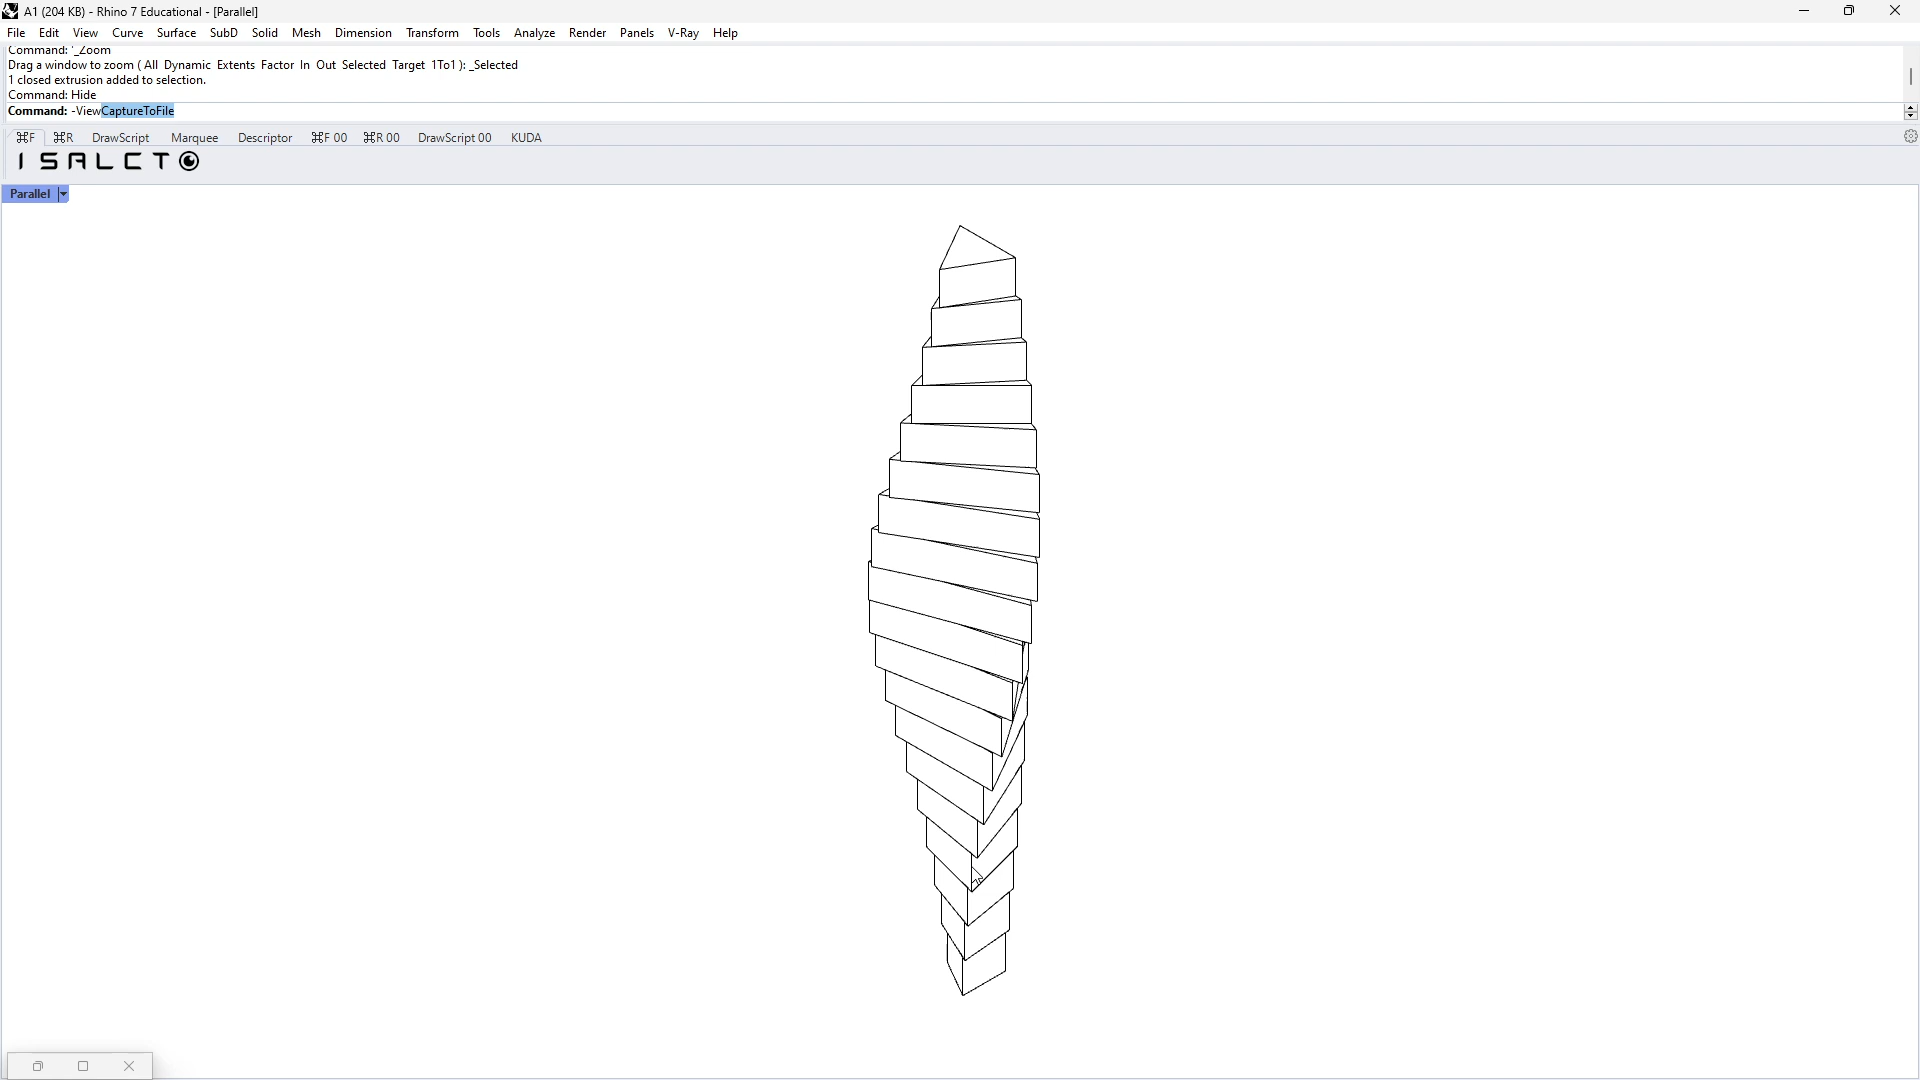 A1 (204 KB) - Rhino 7 Educational - [Parallel]
File Edit View Curve Surface SubD Solid Mesh Dimension Transform Tools Analyze Render Panels V-Ray Help
Command: '_Zoom
Drag a window to zoom ( All Dynamic Extents Factor In Out Selected Target 1To1 ): _Selected
1 closed extrusion added to selection.
Command: Hide
Command: -ViewCaptureToFile
⌘F ⌘R DrawScript Marquee Descriptor ⌘F 00 ⌘R 00 DrawScript 00 KUDA
I S A L C T
Parallel